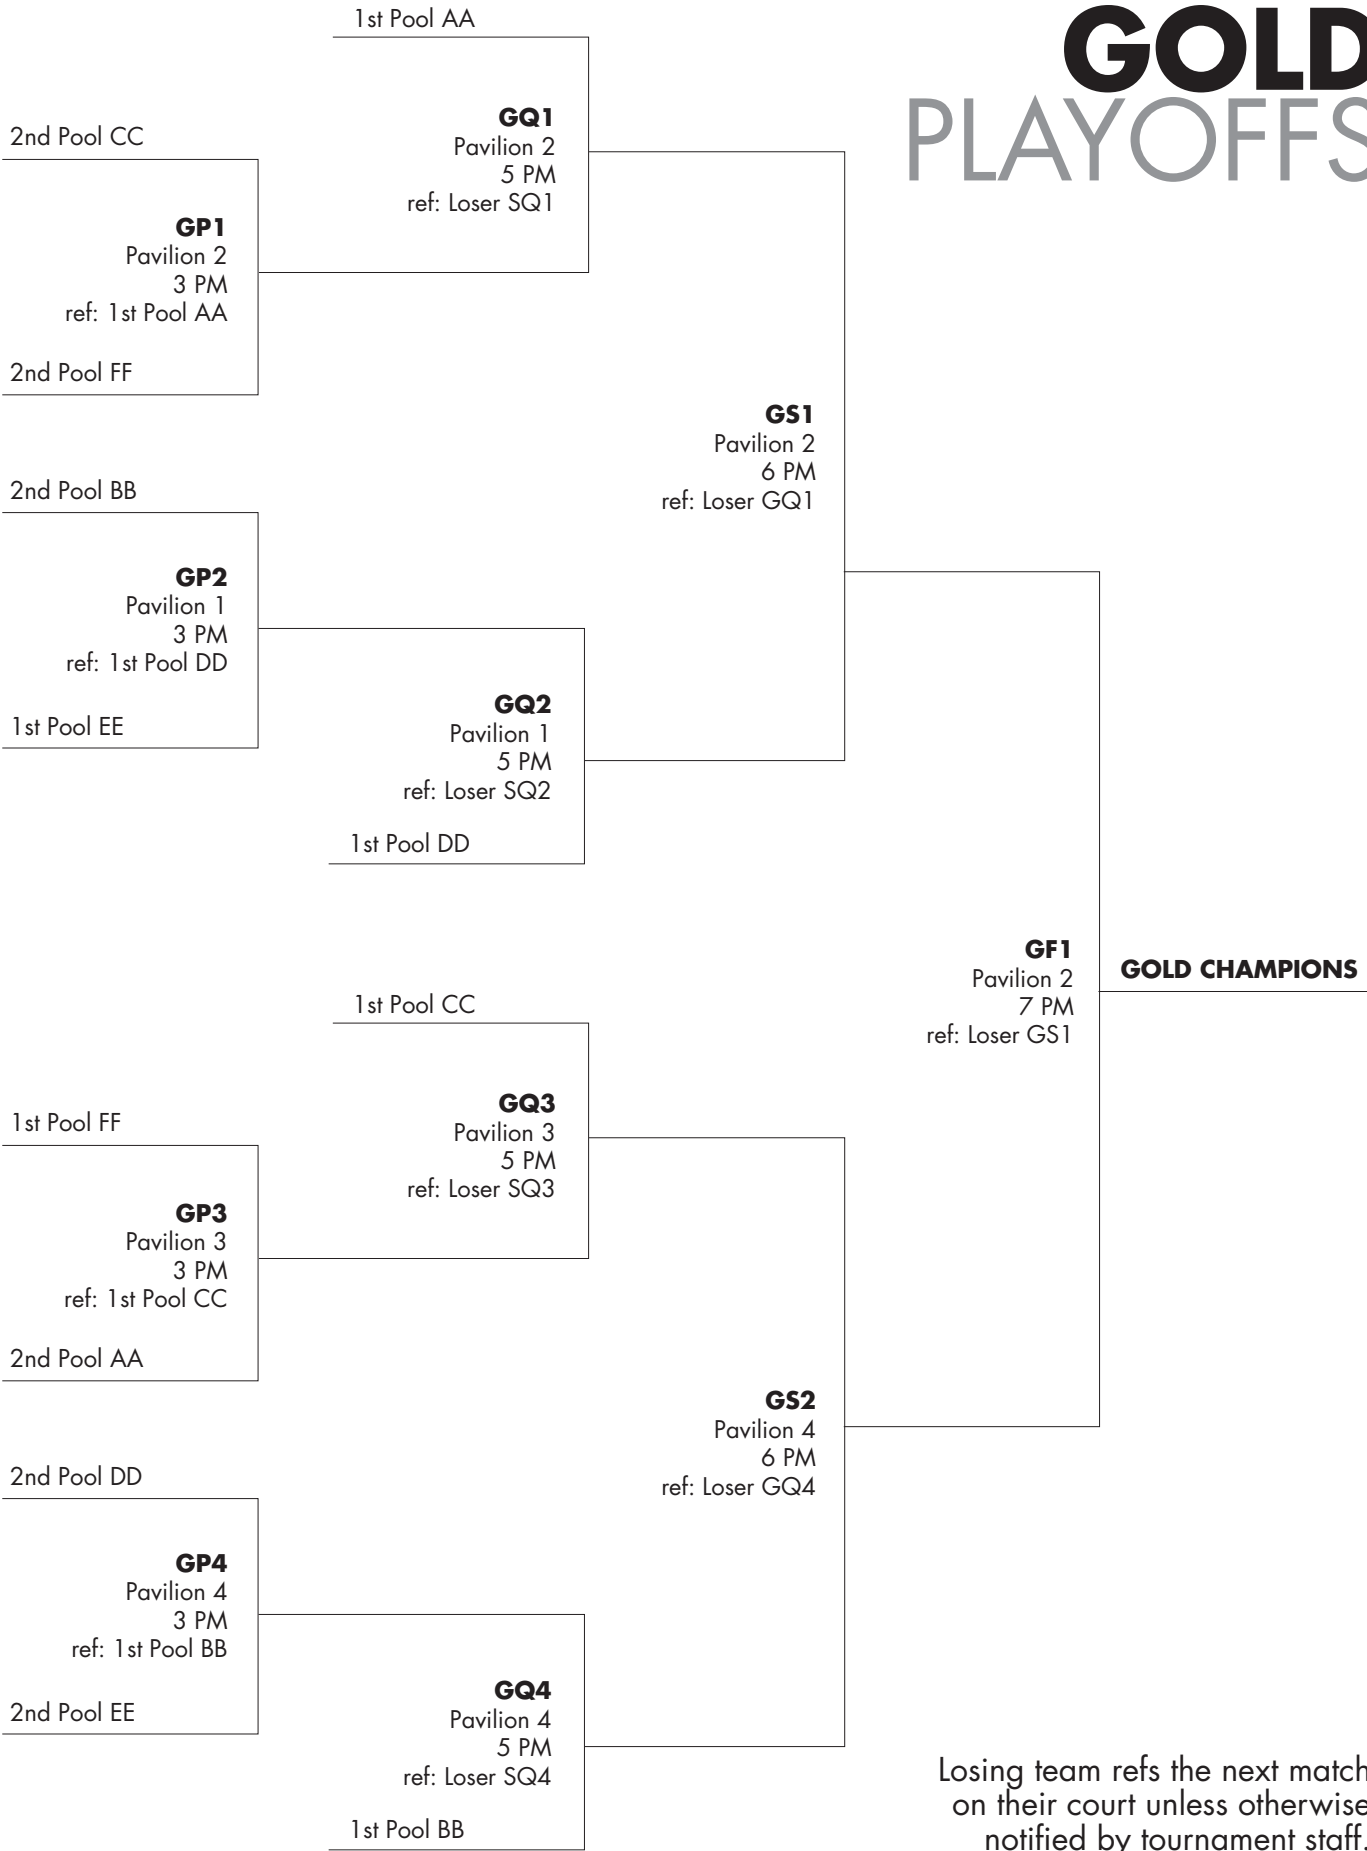 GOLD
PLAYOFFS
1st Pool AA
GQ1
Pavilion 2
5 PM
ref: Loser SQ1
2nd Pool CC
GP1
Pavilion 2
3 PM
ref: 1st Pool AA
2nd Pool FF
GS1
Pavilion 2
6 PM
ref: Loser GQ1
2nd Pool BB
GP2
Pavilion 1
3 PM
ref: 1st Pool DD
1st Pool EE
GQ2
Pavilion 1
5 PM
ref: Loser SQ2
1st Pool DD
GF1
Pavilion 2
7 PM
ref: Loser GS1
GOLD CHAMPIONS
1st Pool CC
GQ3
Pavilion 3
5 PM
ref: Loser SQ3
1st Pool FF
GP3
Pavilion 3
3 PM
ref: 1st Pool CC
2nd Pool AA
GS2
Pavilion 4
6 PM
ref: Loser GQ4
2nd Pool DD
GP4
Pavilion 4
3 PM
ref: 1st Pool BB
2nd Pool EE
GQ4
Pavilion 4
5 PM
ref: Loser SQ4
1st Pool BB
Losing team refs the next match
on their court unless otherwise
notified by tournament staff.